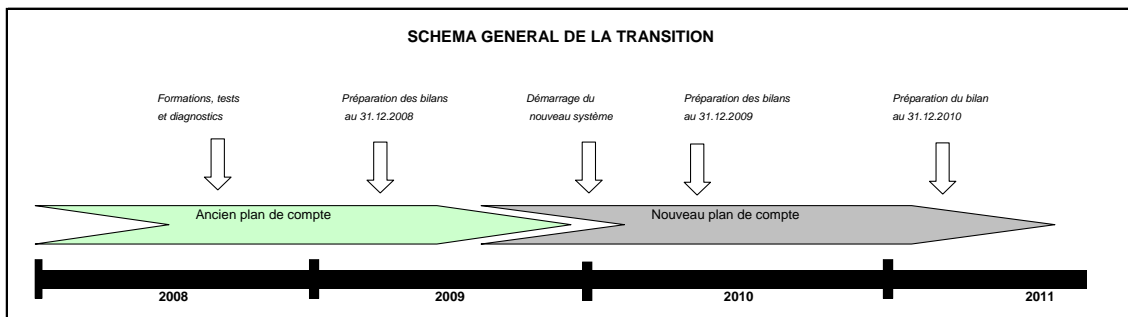 SCHEMA GENERAL DE LA TRANSITION
Formations, tests
et diagnostics
Préparation des bilans
au 31.12.2008
Démarrage du
nouveau système
Préparation des bilans
au 31.12.2009
Préparation du bilan
au 31.12.2010
Ancien plan de compte
Nouveau plan de compte
2008
2009
2010
2011